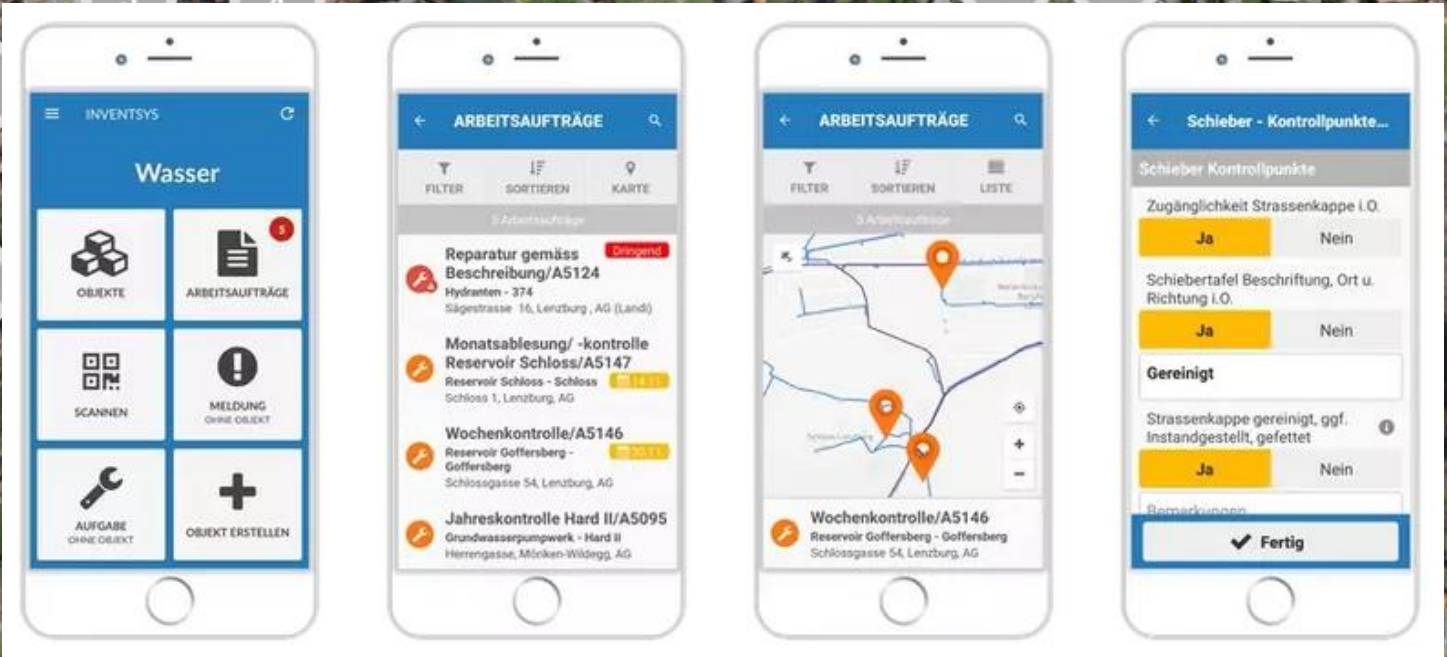 INVENTSYS
Wasser
OBJEKTE
5
ARBEITSAUFTRÄGE
SCANNEN
MELDUNG
OHNE OBJEKT
AUFGABE
OHNE OBJEKT
OBJEKT ERSTELLEN
ARBEITSAUFTRÄGE
FILTER
SORTIEREN
KARTE
5 Arbeitsaufträge
Reparatur gemäss
Dringend
Beschreibung/A5124
Hydranten - 374
Sägestrasse 16, Lenzburg , AG (Landi)
Monatsablesung/ -kontrolle
Reservoir Schloss/A5147
Reservoir Schloss - Schloss
14.11.
Schloss 1, Lenzburg, AG
Wochenkontrolle/A5146
Reservoir Goffersberg -
30.11.
Goffersberg
Schlossgasse 54, Lenzburg, AG
Jahreskontrolle Hard II/A5095
Grundwasserpumpwerk - Hard II
Herrengasse, Möriken-Wildegg, AG
ARBEITSAUFTRÄGE
FILTER
SORTIEREN
LISTE
5 Arbeitsaufträge
Wochenkontrolle/A5146
Reservoir Goffersberg - Goffersberg
Schlossgasse 54, Lenzburg, AG
Schieber - Kontrollpunkte...
Schieber Kontrollpunkte
Zugänglichkeit Strassenkappe i.O.
Ja Nein
Schiebertafel Beschriftung, Ort u.
Richtung i.O.
Ja Nein
Gereinigt
Strassenkappe gereinigt, ggf.
Instandgestellt, gefettet
Ja Nein
Bemerkungen
Fertig